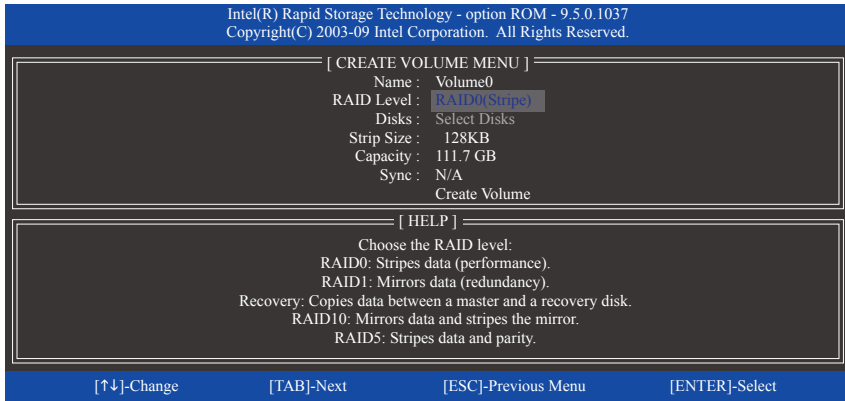 Intel(R) Rapid Storage Technology - option ROM - 9.5.0.1037
Copyright(C) 2003-09 Intel Corporation. All Rights Reserved.
[ CREATE VOLUME MENU ]
Name : Volume0
RAID Level : RAID0(Stripe)
Disks : Select Disks
Strip Size : 128KB
Capacity : 111.7 GB
Sync : N/A
Create Volume
[ HELP ]
Choose the RAID level:
RAID0: Stripes data (performance).
RAID1: Mirrors data (redundancy).
Recovery: Copies data between a master and a recovery disk.
RAID10: Mirrors data and stripes the mirror.
RAID5: Stripes data and parity.
[↑↓]-Change [TAB]-Next [ESC]-Previous Menu [ENTER]-Select